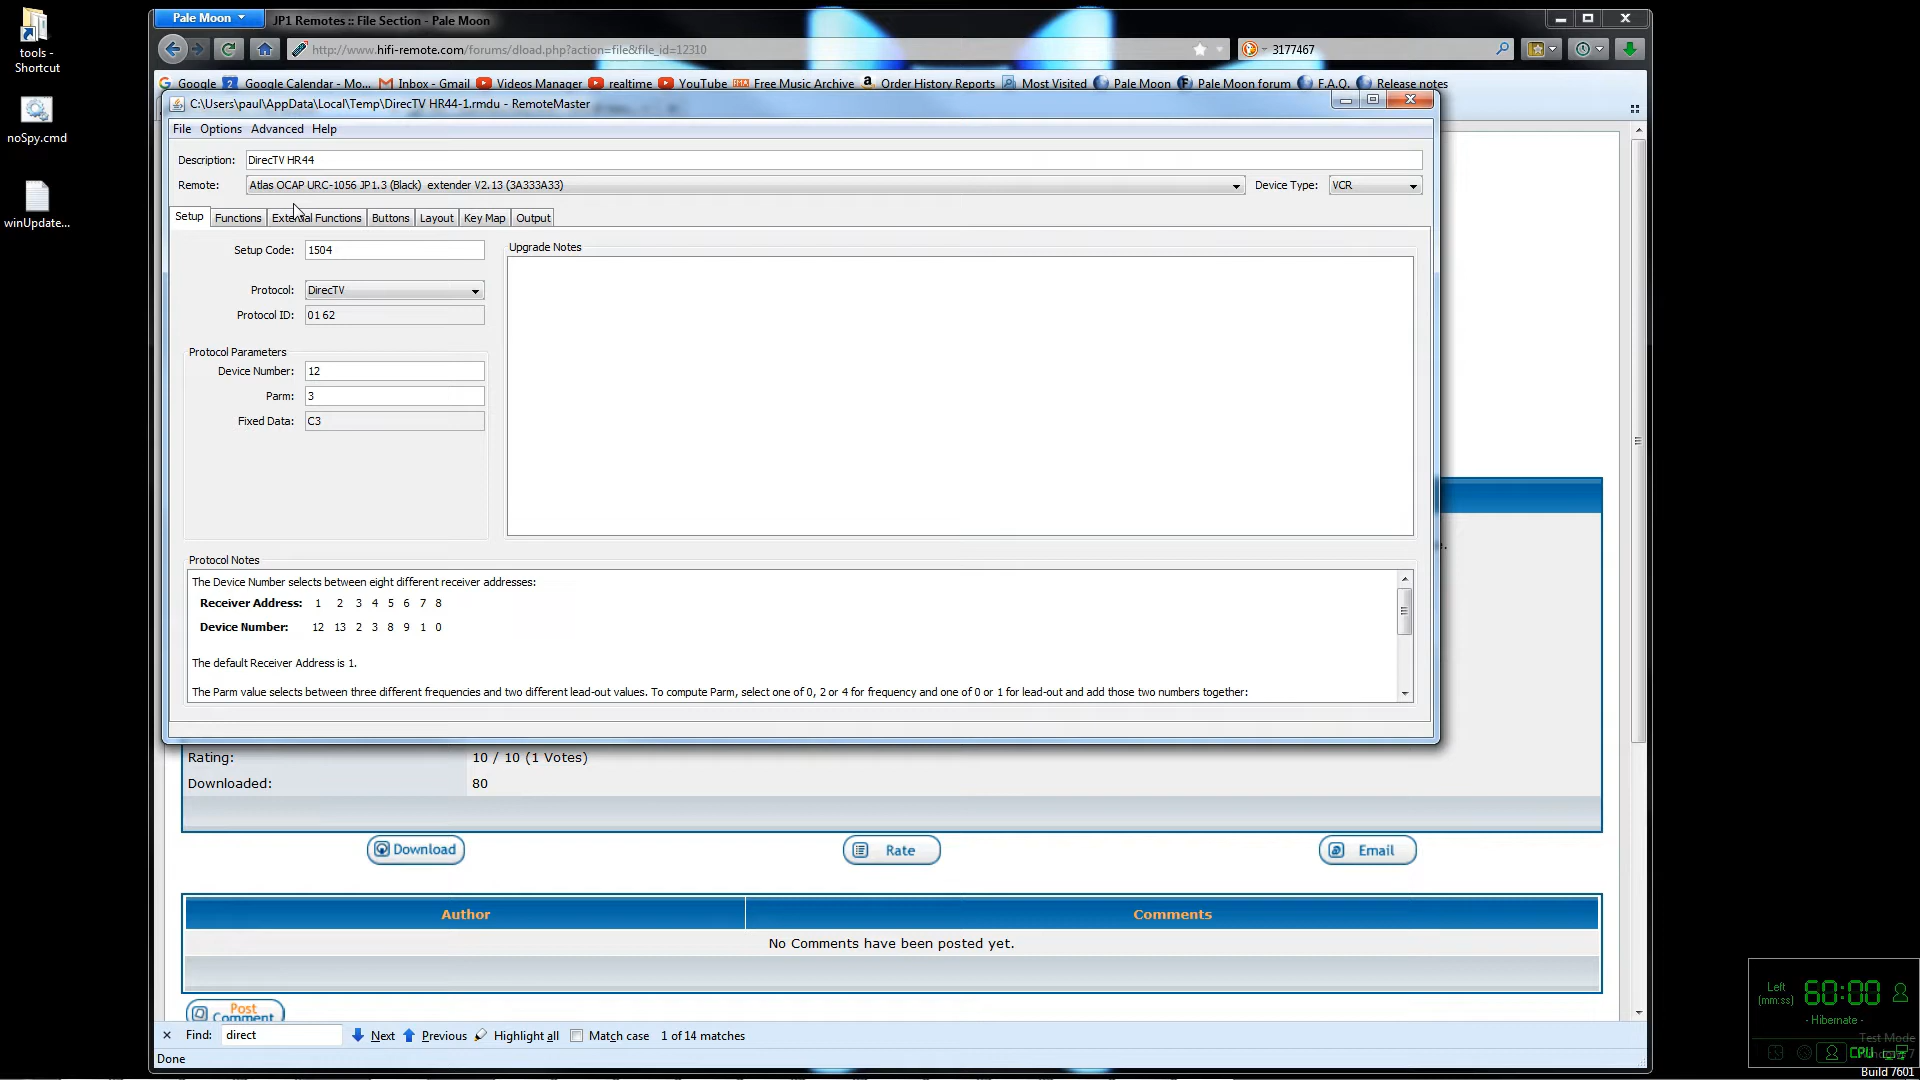 tools -
Shortcut
noSpy.cmd
winUpdate...
Pale Moon
JP1 Remotes :: File Section - Pale Moon
http://www.hifi-remote.com/forums/dload.php?action=file&file_id=12310
3177467
Google
Google Calendar - Mo...
Inbox - Gmail
Videos Manager
realtime
YouTube
Free Music Archive
Order History Reports
Most Visited
Pale Moon
Pale Moon forum
F.A.Q.
Release notes
C:\Users\paul\AppData\Local\Temp\DirecTV HR44-1.rmdu - RemoteMaster
File Options Advanced Help
Description: DirecTV HR44
Remote: Atlas OCAP URC-1056 JP1.3 (Black) extender V2.13 (3A333A33) Device Type: VCR
Setup Functions External Functions Buttons Layout Key Map Output
Setup Code: 1504
Upgrade Notes
Protocol: DirecTV
Protocol ID: 01 62
Protocol Parameters
Device Number: 12
Parm: 3
Fixed Data: C3
Protocol Notes
The Device Number selects between eight different receiver addresses:
Receiver Address: 1 2 3 4 5 6 7 8
Device Number: 12 13 2 3 8 9 1 0
The default Receiver Address is 1.
The Parm value selects between three different frequencies and two different lead-out values. To compute Parm, select one of 0, 2 or 4 for frequency and one of 0 or 1 for lead-out and add those two numbers together:
Rating: 10 / 10 (1 Votes)
Downloaded: 80
Download
Rate
Email
Author Comments
No Comments have been posted yet.
Post
Comment
Find: direct Next Previous Highlight all Match case 1 of 14 matches
Done
Left
(mm:ss)
60:00
- Hibernate -
Test Mode
CPU
Build 7601